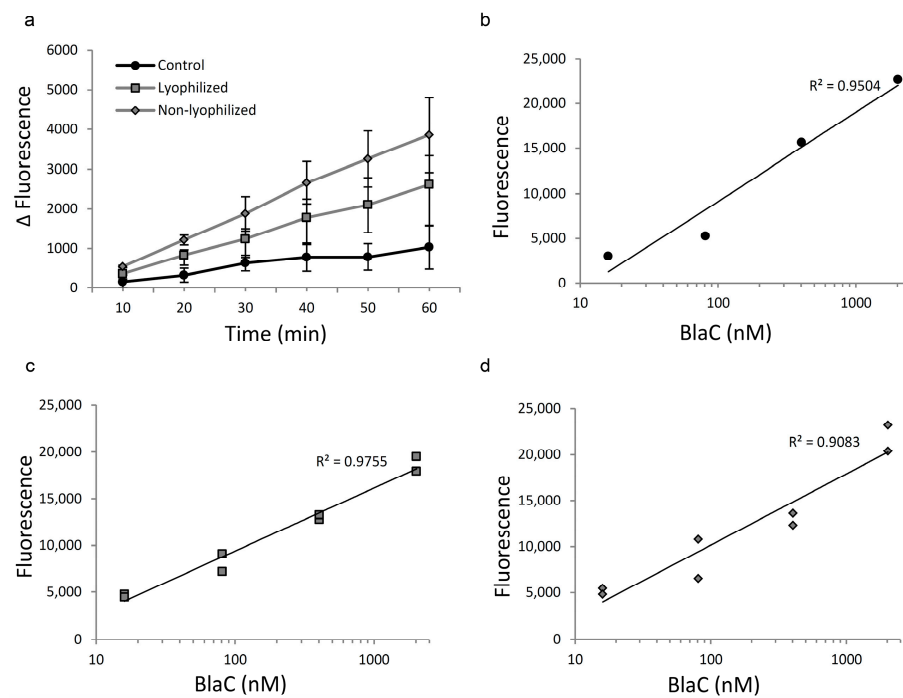 a
6000
5000
4000
3000
2000
1000
0
Δ Fluorescence
Control
Lyophilized
Non-lyophilized
10 20 30 40 50 60
Time (min)
b
25,000
20,000
15,000
10,000
5,000
0
Fluorescence
R² = 0.9504
10 100 1000
BlaC (nM)
c
25,000
20,000
15,000
10,000
5,000
0
Fluorescence
R² = 0.9755
10 100 1000
BlaC (nM)
d
25,000
20,000
15,000
10,000
5,000
0
Fluorescence
R² = 0.9083
10 100 1000
BlaC (nM)